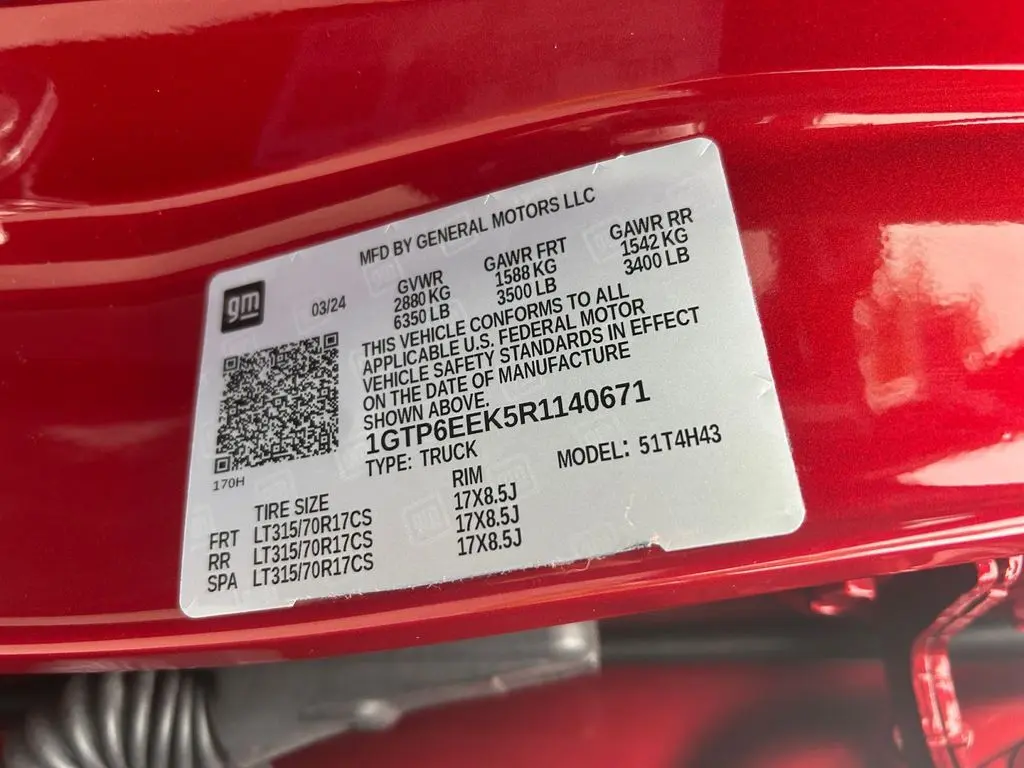 MFD BY GENERAL MOTORS LLC
gm
03/24
GVWR GAWR FRT GAWR RR
2880 KG 1588 KG 1542 KG
6350 LB 3500 LB 3400 LB
THIS VEHICLE CONFORMS TO ALL
APPLICABLE U.S. FEDERAL MOTOR
VEHICLE SAFETY STANDARDS IN EFFECT
ON THE DATE OF MANUFACTURE
SHOWN ABOVE.
1GTP6EEK5R1140671
TYPE: TRUCK MODEL: 51T4H43
170H
TIRE SIZE RIM
FRT LT315/70R17CS 17X8.5J
RR LT315/70R17CS 17X8.5J
SPA LT315/70R17CS 17X8.5J